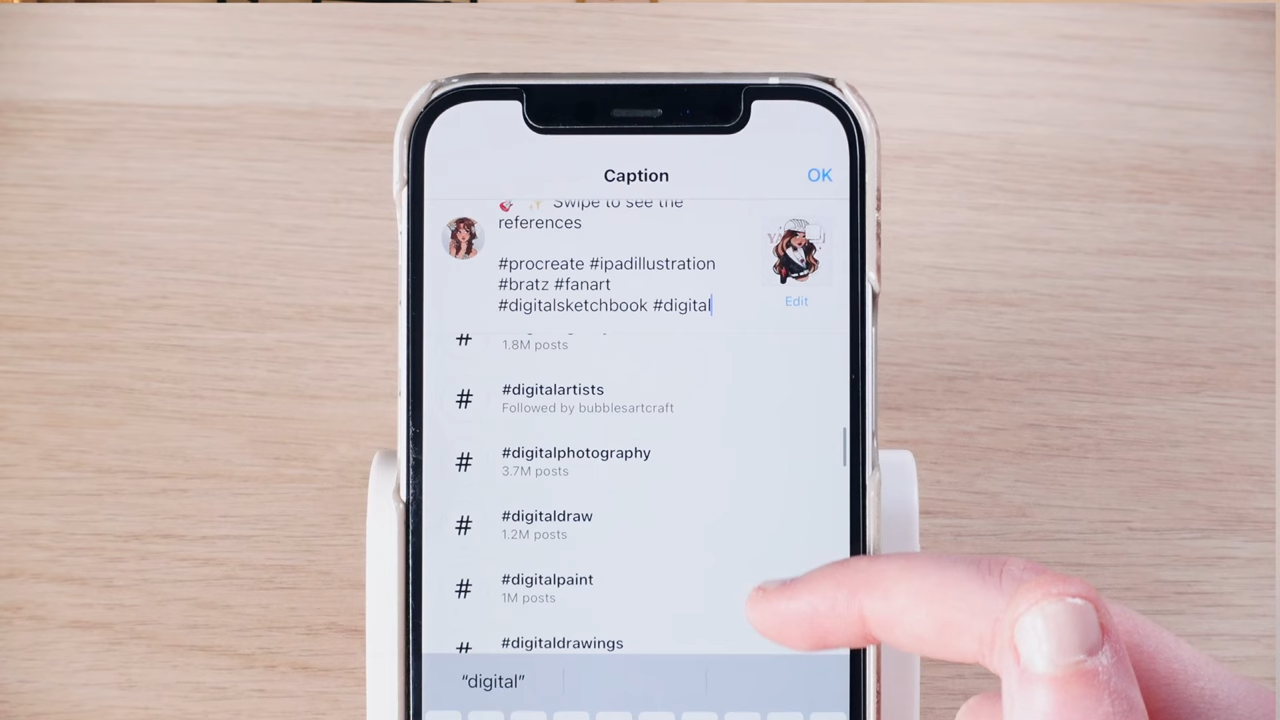 Caption
OK
Swipe to see the
references
#procreate #ipadillustration
#bratz #fanart
#digitalsketchbook #digital
Edit
1.8M posts
#digitalartists
Followed by bubblesartcraft
#digitalphotography
3.7M posts
#digitaldraw
1.2M posts
#digitalpaint
1M posts
#digitaldrawings
"digital"